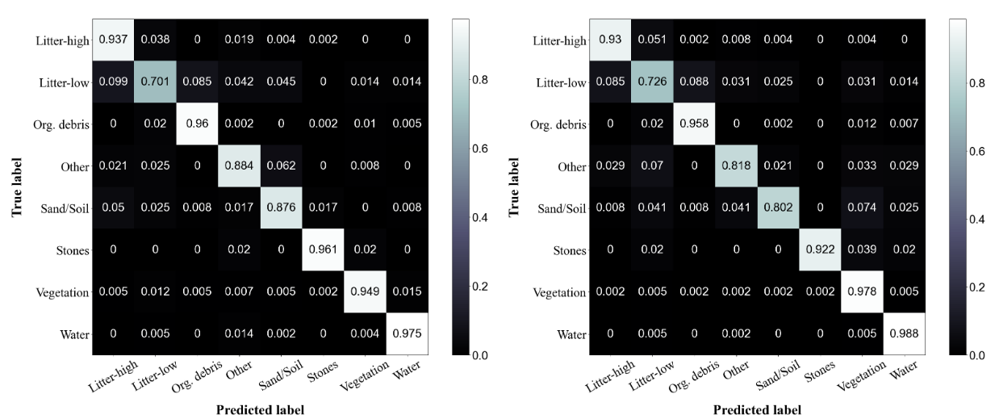 Litter-high 0.937 0.038 0 0.019 0.004 0.002 0 0
Litter-low 0.099 0.701 0.085 0.042 0.045 0 0.014 0.014
Org. debris 0 0.02 0.96 0.002 0 0.002 0.01 0.005
Other 0.021 0.025 0 0.884 0.062 0 0.008 0
Sand/Soil 0.05 0.025 0.008 0.017 0.876 0.017 0 0.008
Stones 0 0 0 0.02 0 0.961 0.02 0
Vegetation 0.005 0.012 0.005 0.007 0.005 0.002 0.949 0.015
Water 0 0.005 0 0.014 0.002 0 0.004 0.975
Litter-high Litter-low Org. debris Other Sand/Soil Stones Vegetation Water
True label
Predicted label
0.8
0.6
0.4
0.2
0.0
Litter-high 0.93 0.051 0.002 0.008 0.004 0 0.004 0
Litter-low 0.085 0.726 0.088 0.031 0.025 0 0.031 0.014
Org. debris 0 0.02 0.958 0 0.002 0 0.012 0.007
Other 0.029 0.07 0 0.818 0.021 0 0.033 0.029
Sand/Soil 0.008 0.041 0.008 0.041 0.802 0 0.074 0.025
Stones 0 0.02 0 0 0 0.922 0.039 0.02
Vegetation 0.002 0.005 0.002 0.002 0.002 0.002 0.978 0.005
Water 0 0.005 0 0.002 0 0 0.005 0.988
Litter-high Litter-low Org. debris Other Sand/Soil Stones Vegetation Water
True label
Predicted label
0.8
0.6
0.4
0.2
0.0